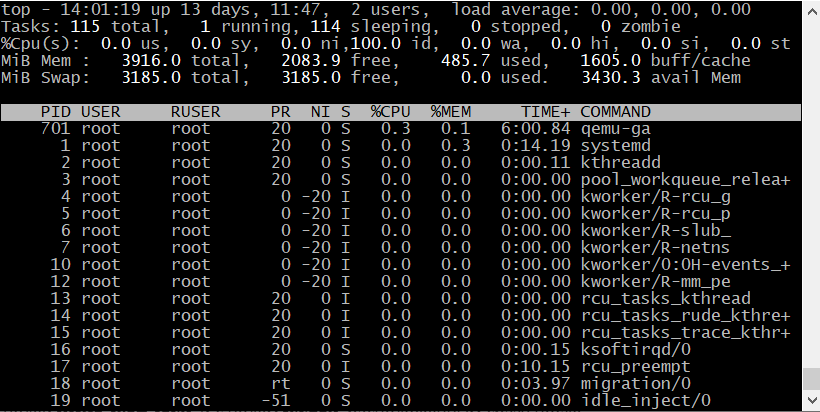 top - 14:01:19 up 13 days, 11:47,  2 users,  load average: 0.00, 0.00, 0.00
Tasks: 115 total,   1 running, 114 sleeping,   0 stopped,   0 zombie
%Cpu(s):  0.0 us,  0.0 sy,  0.0 ni,100.0 id,  0.0 wa,  0.0 hi,  0.0 si,  0.0 st
MiB Mem :   3916.0 total,   2083.9 free,    485.7 used,   1605.0 buff/cache
MiB Swap:   3185.0 total,   3185.0 free,      0.0 used.   3430.3 avail Mem
PID USER     RUSER     PR  NI S  %CPU  %MEM     TIME+ COMMAND
701 root     root      20   0 S   0.3   0.1   6:00.84 qemu-ga
1 root     root      20   0 S   0.0   0.3   0:14.19 systemd
2 root     root      20   0 S   0.0   0.0   0:00.11 kthreadd
3 root     root      20   0 S   0.0   0.0   0:00.00 pool_workqueue_relea+
4 root     root       0 -20 I   0.0   0.0   0:00.00 kworker/R-rcu_g
5 root     root       0 -20 I   0.0   0.0   0:00.00 kworker/R-rcu_p
6 root     root       0 -20 I   0.0   0.0   0:00.00 kworker/R-slub_
7 root     root       0 -20 I   0.0   0.0   0:00.00 kworker/R-netns
10 root     root       0 -20 I   0.0   0.0   0:00.00 kworker/0:0H-events_+
12 root     root       0 -20 I   0.0   0.0   0:00.00 kworker/R-mm_pe
13 root     root      20   0 I   0.0   0.0   0:00.00 rcu_tasks_kthread
14 root     root      20   0 I   0.0   0.0   0:00.00 rcu_tasks_rude_kthre+
15 root     root      20   0 I   0.0   0.0   0:00.00 rcu_tasks_trace_kthr+
16 root     root      20   0 S   0.0   0.0   0:00.15 ksoftirqd/0
17 root     root      20   0 I   0.0   0.0   0:10.15 rcu_preempt
18 root     root      rt   0 S   0.0   0.0   0:03.97 migration/0
19 root     root     -51   0 S   0.0   0.0   0:00.00 idle_inject/0